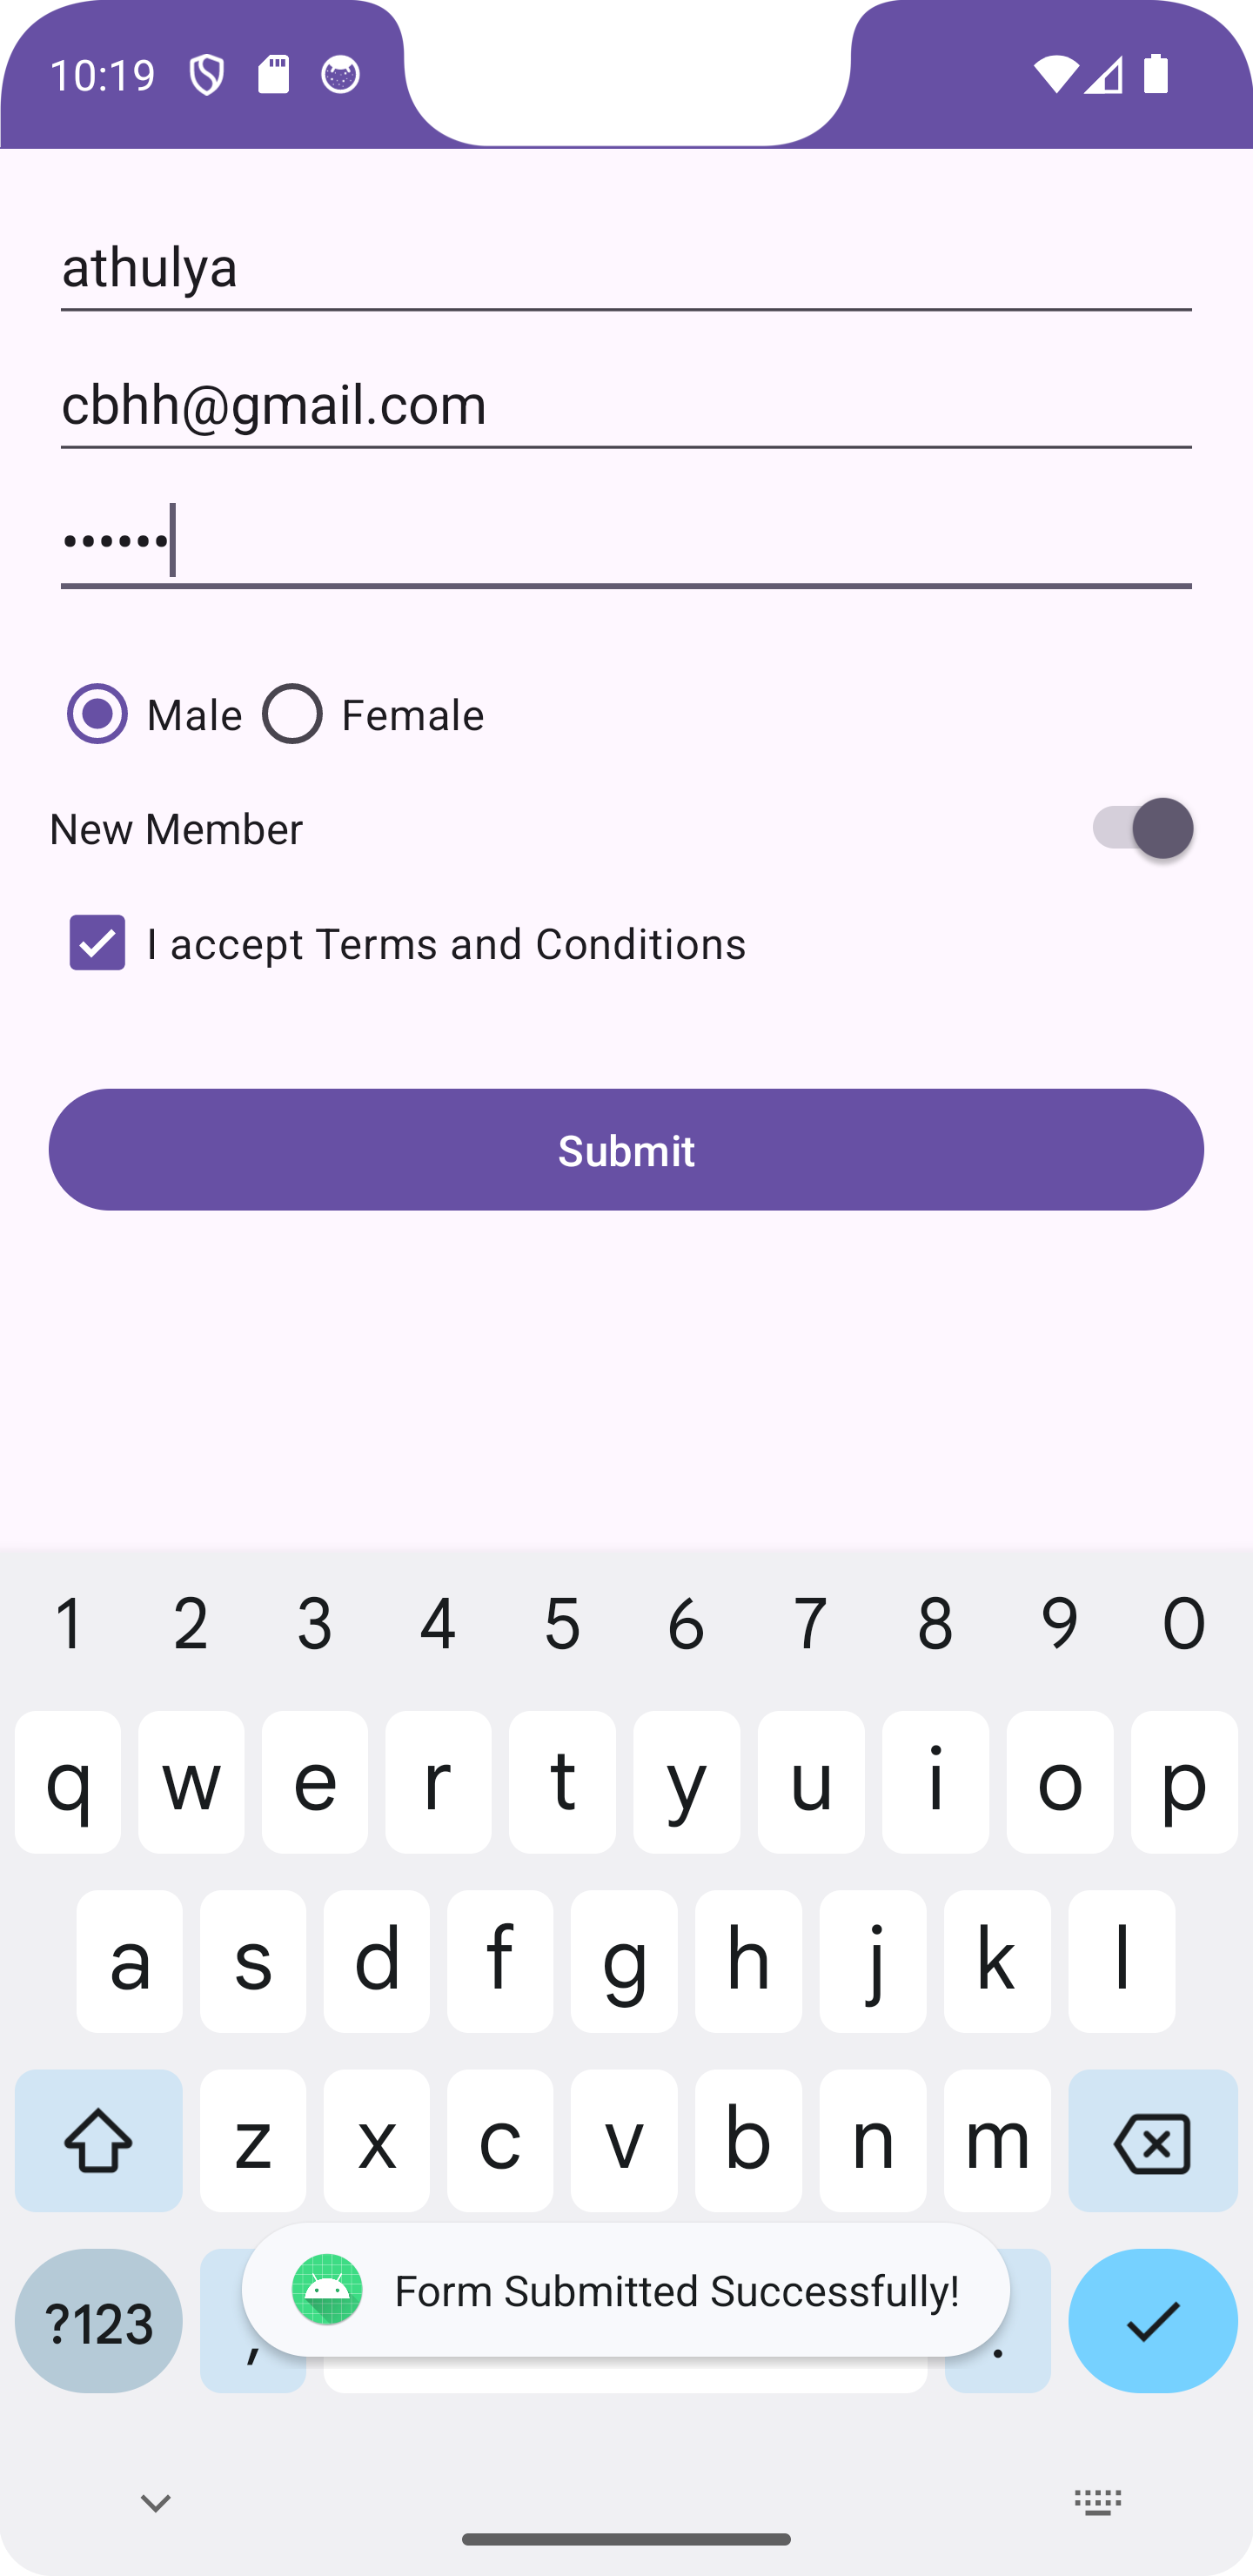 10:19
athulya
cbhh@gmail.com
••••••
Male Female
New Member
I accept Terms and Conditions
Submit
1 2 3 4 5 6 7 8 9 0
q w e r t y u i o p
a s d f g h j k l
z x c v b n m
Form Submitted Successfully!
?123 , .